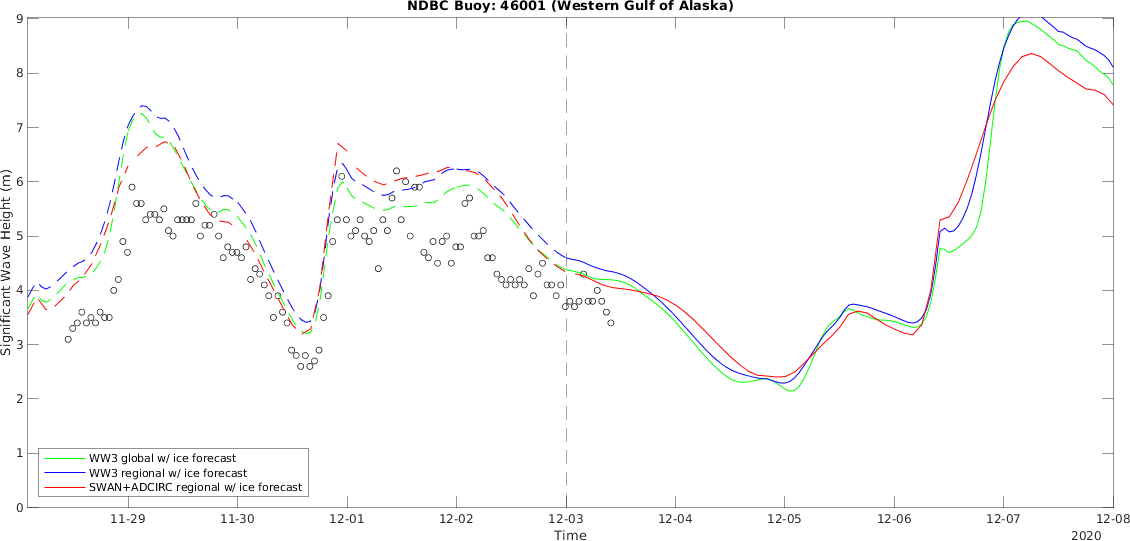 NDBC Buoy: 46001 (Western Gulf of Alaska)
Significant Wave Height (m)
9
8
7
6
5
4
3
2
1
0
WW3 global w/ ice forecast
WW3 regional w/ ice forecast
SWAN+ADCIRC regional w/ ice forecast
11-29 11-30 12-01 12-02 12-03 12-04 12-05 12-06 12-07 12-08
Time
2020